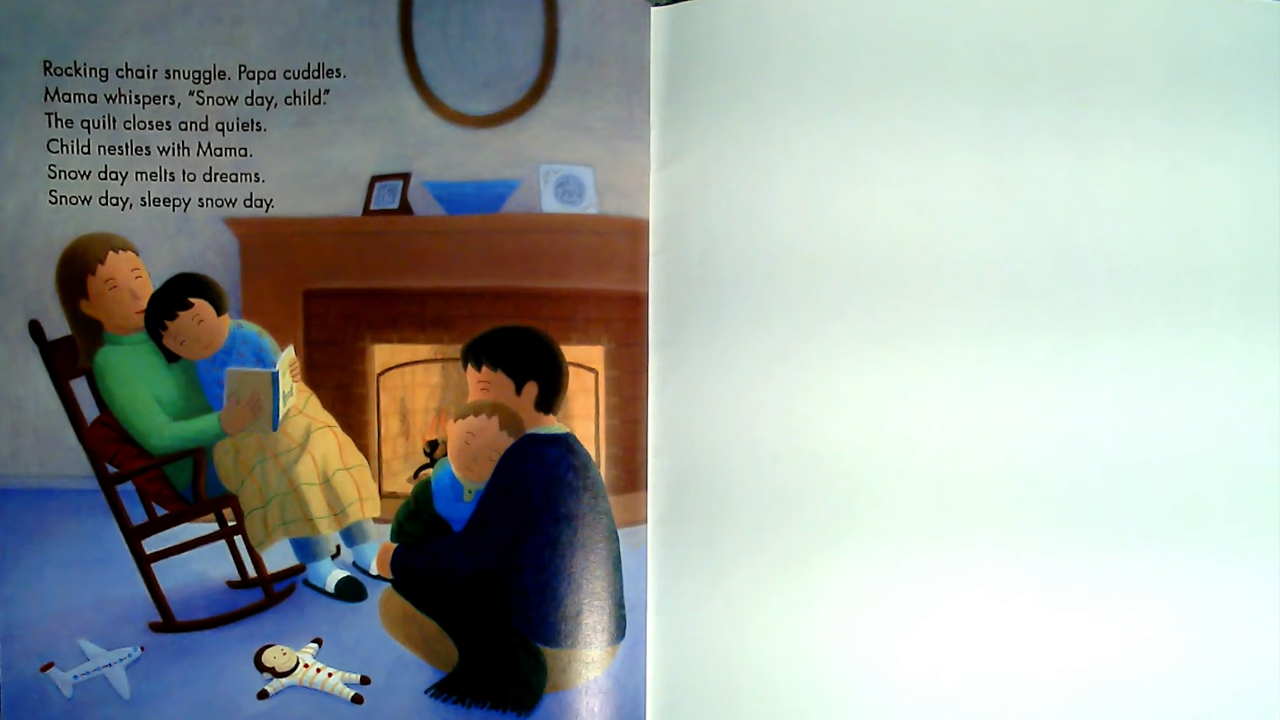 Rocking chair snuggle. Papa cuddles.
Mama whispers, “Snow day, child.”
The quilt closes and quiets.
Child nestles with Mama.
Snow day melts to dreams.
Snow day, sleepy snow day.